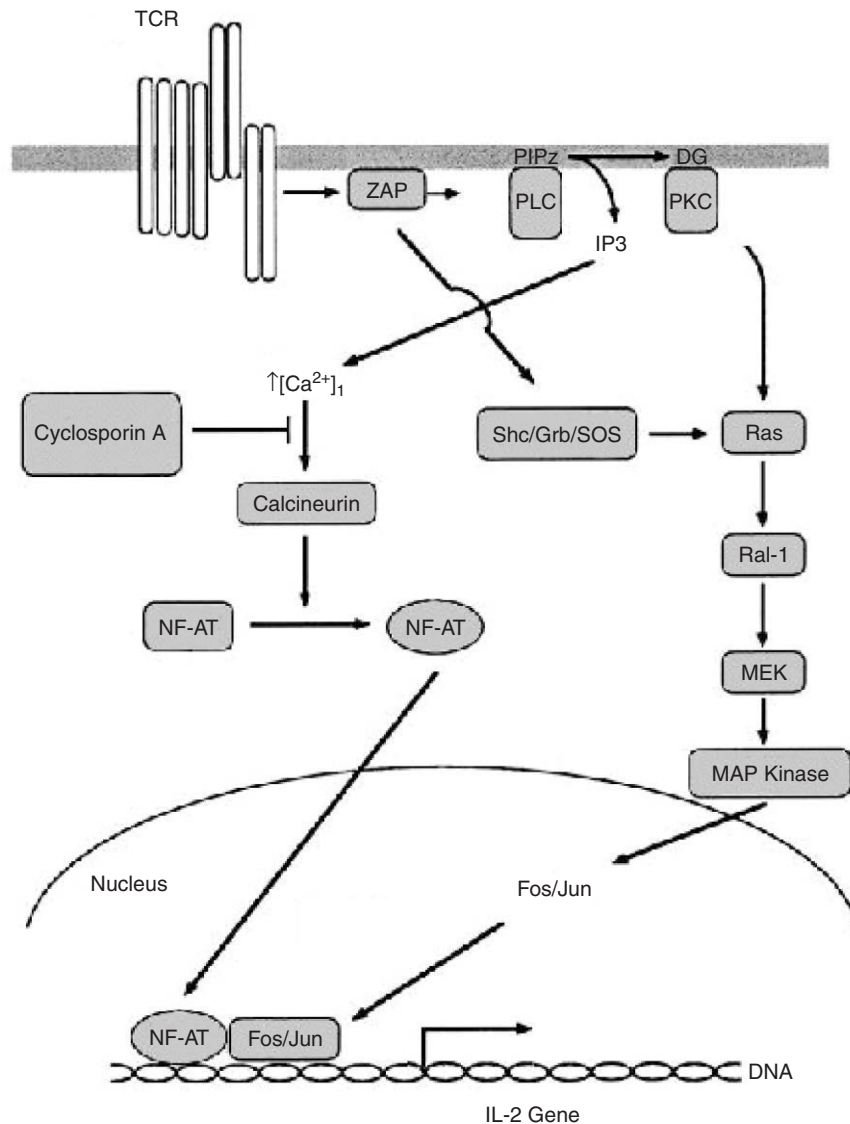 TCR
PIPz
DG
ZAP
PLC
PKC
IP3
↑[Ca²⁺]₁
Cyclosporin A
Shc/Grb/SOS
Ras
Calcineurin
Ral-1
NF-AT
NF-AT
MEK
MAP Kinase
Nucleus
Fos/Jun
NF-AT
Fos/Jun
DNA
IL-2 Gene